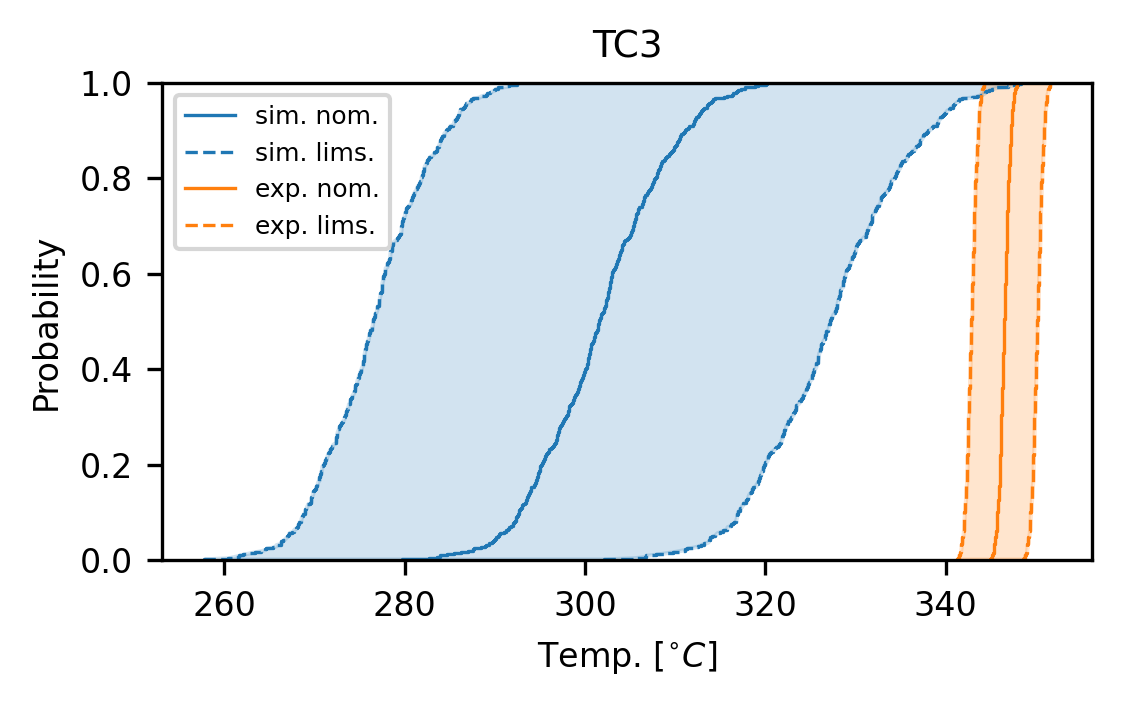 TC3
1.0
0.8
0.6
0.4
0.2
0.0
Probability
sim. nom.
sim. lims.
exp. nom.
exp. lims.
260 280 300 320 340
Temp. [°C]